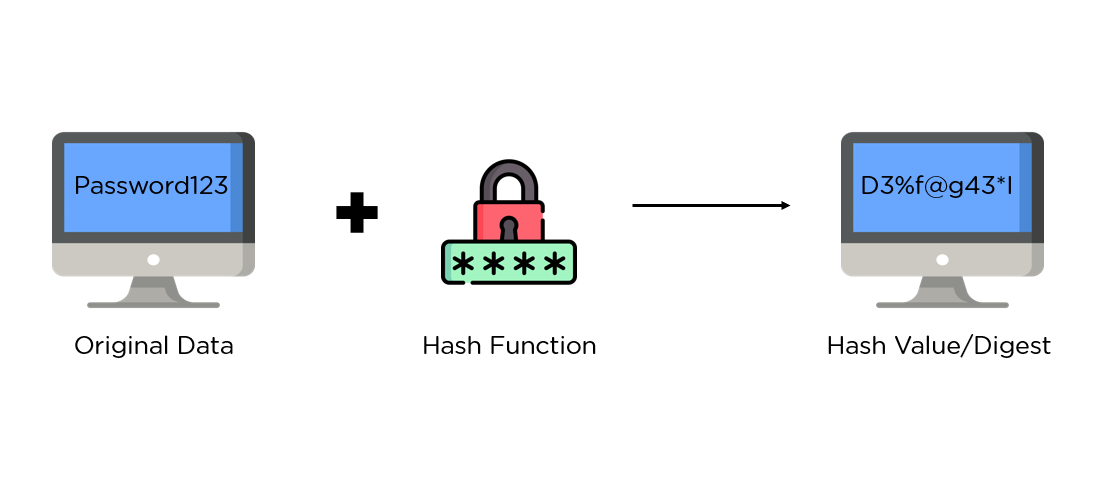 Password123
D3%f@g43*l
* * * *
Original Data
Hash Function
Hash Value/Digest